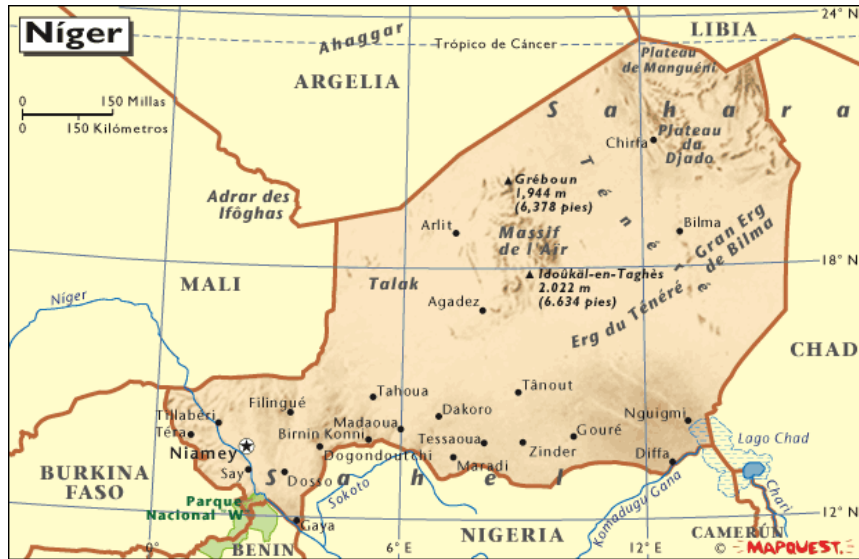 Níger
24° N
LIBIA
Ahaggar
Trópico de Cáncer
Plateau
de Manguéni
ARGELIA
0 150 Millas
0 150 Kilómetros
Sahara
Chirfa
Plateau
da
Djado
Ténéré
Gréboun
1,944 m
(6,378 pies)
Adrar des
Ifôghas
Arlit
Massif
de l'Aïr
Bilma
Gran Erg
de Bilma
MALI
Talak
Idoûkâl-en-Taghès
2.022 m
(6.634 pies)
18° N
Níger
Agadez
Erg du Ténéré
CHAD
Tânout
Tahoua
Filingué
Dakoro
Nguigmi
Tillabéri
Madaoua
Gouré
Téra
Birnin Konni
Tessaoua
Lago Chad
Niamey
Dogondoutchi
Zinder
Maradi
Diffa
Say
Dosso
Sahel
BURKINA
FASO
Sokoto
Komadugu Gana
Chari
Parque
Nacional W
Gaya
NIGERIA
12° N
CAMERÚN
0°
BENIN
6° E
12° E
© MAPQUEST